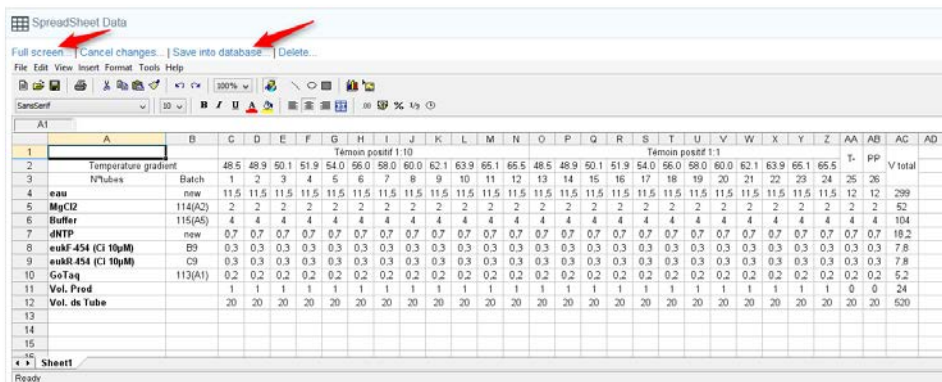 SpreadSheet Data
Full screen... | Cancel changes... | Save into database... | Delete...
File Edit View Insert Format Tools Help
100%
SansSerif 10 B I U A .00 % 1/3
A1
A B C D E F G H I J K L M N O P Q R S T U V W X Y Z AA AB AC AD
1 Témoin positif 1:10 Témoin positif 1:1 T- PP V total
2 Temperature gradient 48.5 48.9 50.1 51.9 54.0 56.0 58.0 60.0 62.1 63.9 65.1 65.5 48.5 48.9 50.1 51.9 54.0 56.0 58.0 60.0 62.1 63.9 65.1 65.5
3 N°tubes Batch 1 2 3 4 5 6 7 8 9 10 11 12 13 14 15 16 17 18 19 20 21 22 23 24 25 26
4 eau new 11,5 11,5 11,5 11,5 11,5 11,5 11,5 11,5 11,5 11,5 11,5 11,5 11,5 11,5 11,5 11,5 11,5 11,5 11,5 11,5 11,5 11,5 11,5 11,5 12 12 299
5 MgCl2 114(A2) 2 2 2 2 2 2 2 2 2 2 2 2 2 2 2 2 2 2 2 2 2 2 2 2 2 2 52
6 Buffer 115(A5) 4 4 4 4 4 4 4 4 4 4 4 4 4 4 4 4 4 4 4 4 4 4 4 4 4 4 104
7 dNTP new 0,7 0,7 0,7 0,7 0,7 0,7 0,7 0,7 0,7 0,7 0,7 0,7 0,7 0,7 0,7 0,7 0,7 0,7 0,7 0,7 0,7 0,7 0,7 0,7 0,7 0,7 18,2
8 eukF-454 (Ci 10µM) B9 0,3 0,3 0,3 0,3 0,3 0,3 0,3 0,3 0,3 0,3 0,3 0,3 0,3 0,3 0,3 0,3 0,3 0,3 0,3 0,3 0,3 0,3 0,3 0,3 0,3 0,3 7,8
9 eukR-454 (Ci 10µM) C9 0,3 0,3 0,3 0,3 0,3 0,3 0,3 0,3 0,3 0,3 0,3 0,3 0,3 0,3 0,3 0,3 0,3 0,3 0,3 0,3 0,3 0,3 0,3 0,3 0,3 0,3 7,8
10 GoTaq 113(A1) 0,2 0,2 0,2 0,2 0,2 0,2 0,2 0,2 0,2 0,2 0,2 0,2 0,2 0,2 0,2 0,2 0,2 0,2 0,2 0,2 0,2 0,2 0,2 0,2 0,2 0,2 5,2
11 Vol. Prod 1 1 1 1 1 1 1 1 1 1 1 1 1 1 1 1 1 1 1 1 1 1 1 1 0 0 24
12 Vol. ds Tube 20 20 20 20 20 20 20 20 20 20 20 20 20 20 20 20 20 20 20 20 20 20 20 20 20 20 520
13
14
15
16
Sheet1
Ready